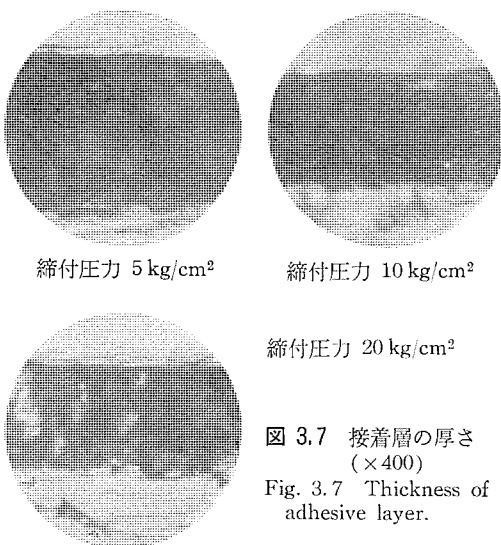 締付圧力 5 kg/cm²
締付圧力 10 kg/cm²
締付圧力 20 kg/cm²
図 3.7 接着層の厚さ
(×400)
Fig. 3.7 Thickness of
adhesive layer.